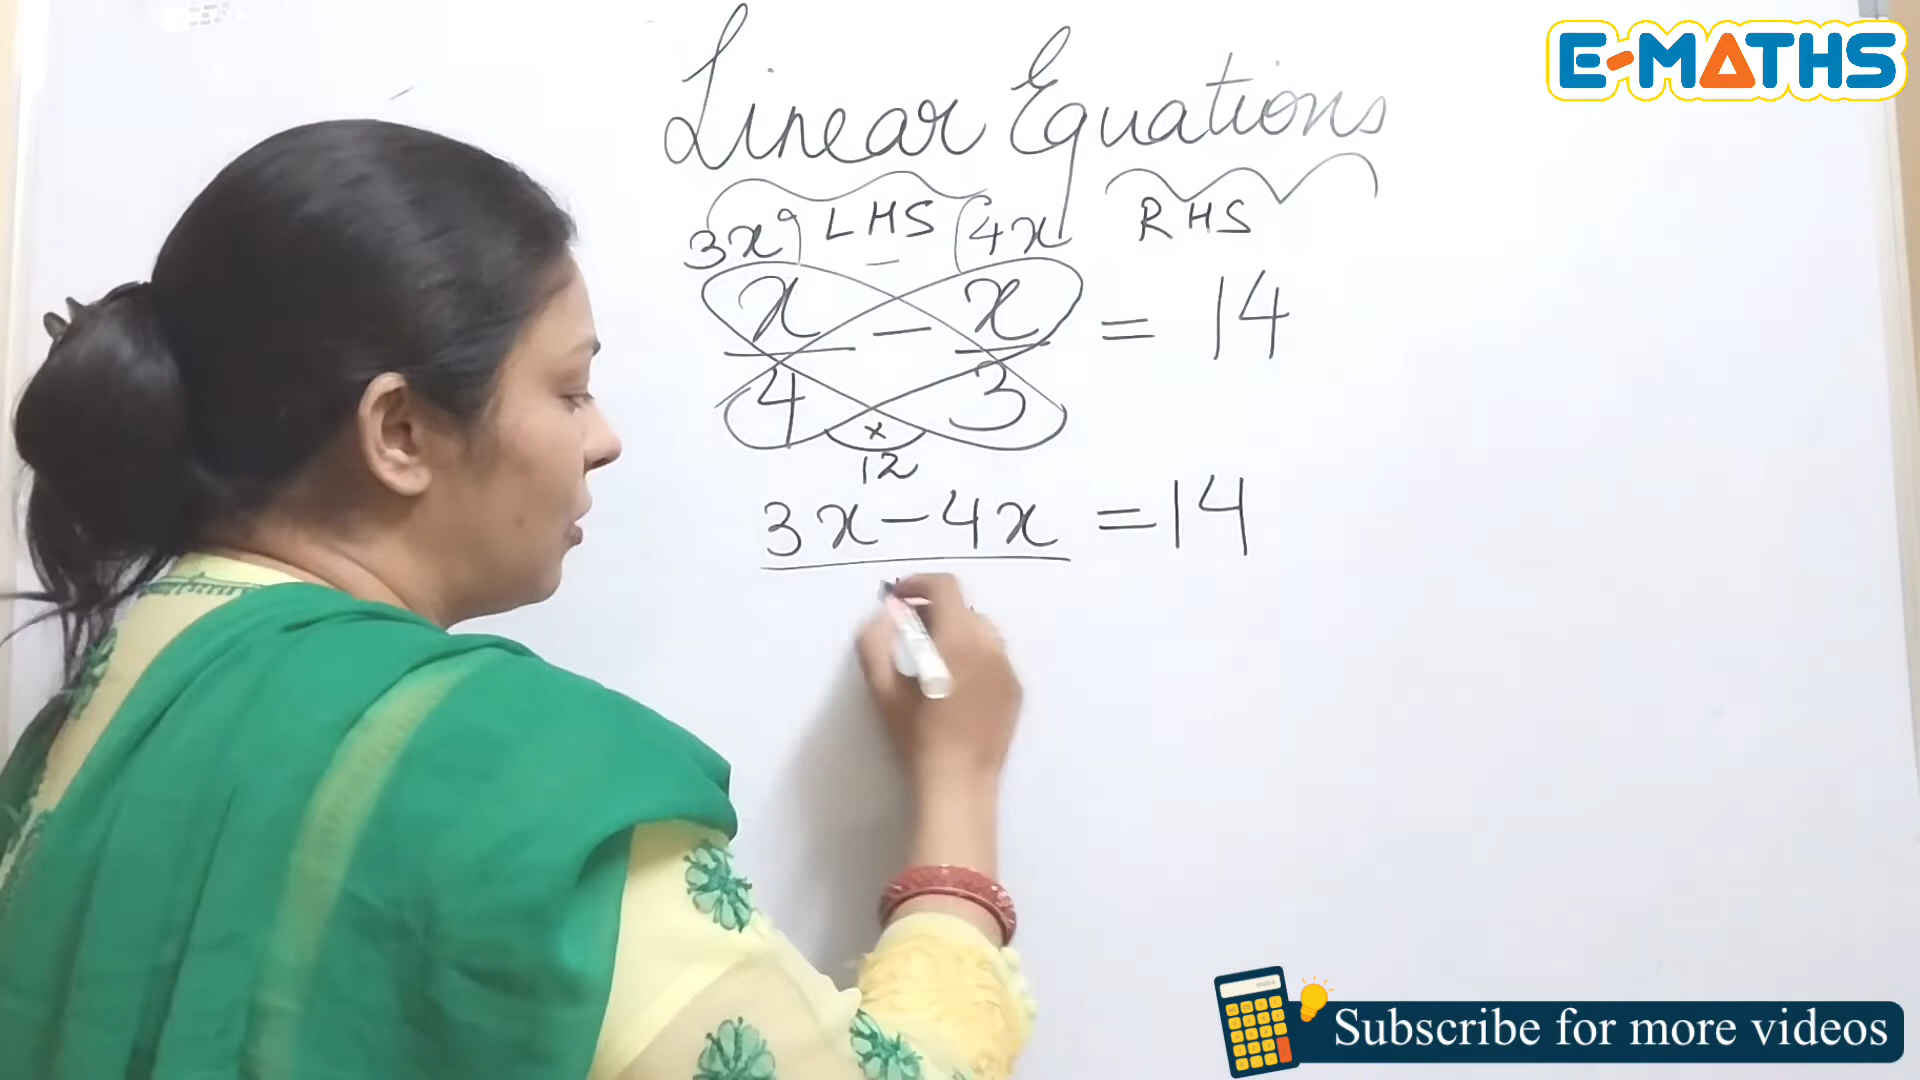 E-MATHS
Linear Equations
LHS RHS
3x 4x
x/4 - x/3 = 14
×
12
3x-4x =14
Subscribe for more videos